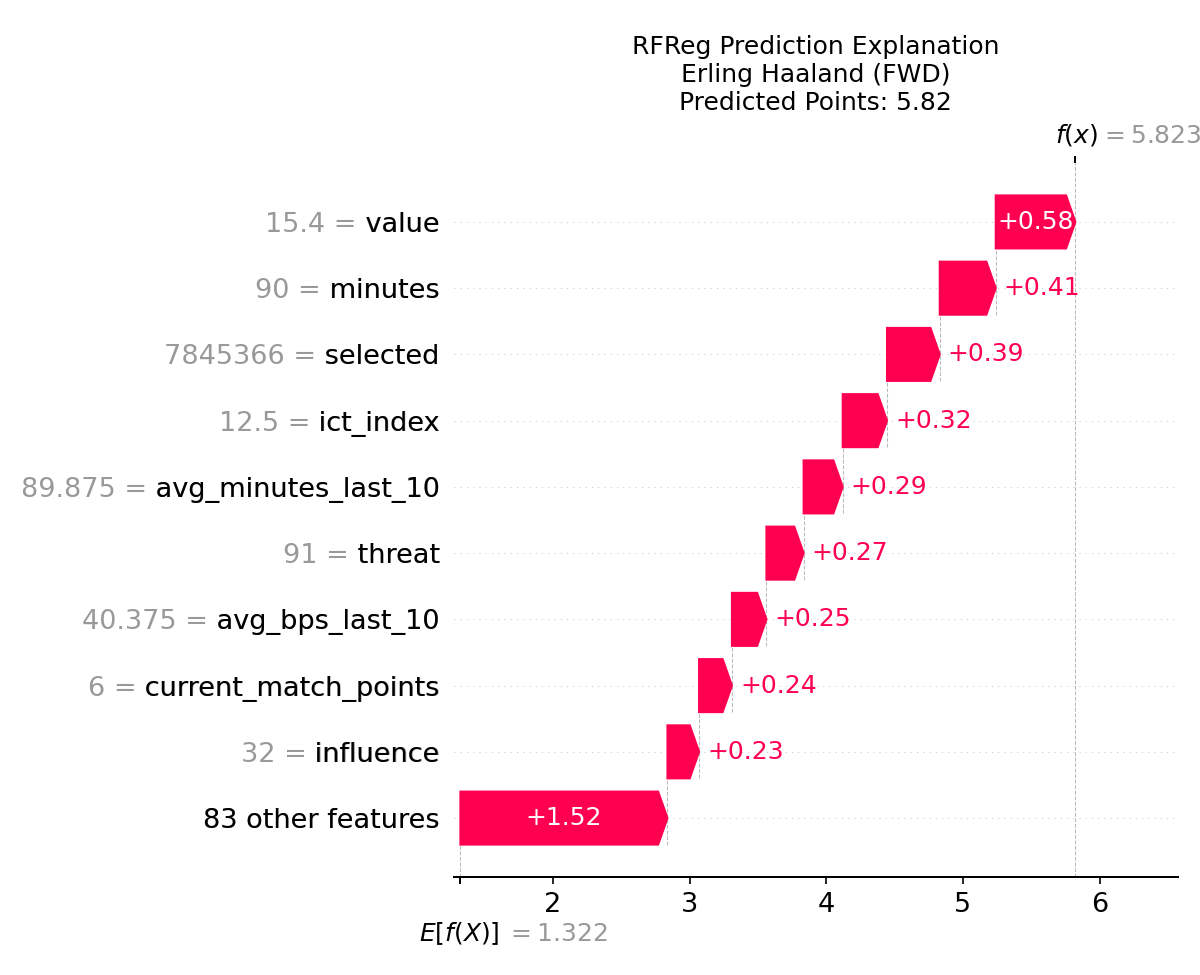 RFReg Prediction Explanation
Erling Haaland (FWD)
Predicted Points: 5.82
f(x) = 5.823
15.4 = value
+0.58
90 = minutes
+0.41
7845366 = selected
+0.39
12.5 = ict_index
+0.32
89.875 = avg_minutes_last_10
+0.29
91 = threat
+0.27
40.375 = avg_bps_last_10
+0.25
6 = current_match_points
+0.24
32 = influence
+0.23
83 other features
+1.52
2 3 4 5 6
E[f(X)] = 1.322